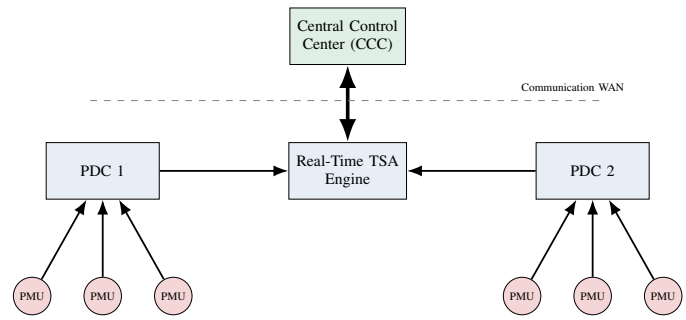 Central Control
Center (CCC)
Communication WAN
PDC 1
Real-Time TSA
Engine
PDC 2
PMU
PMU
PMU
PMU
PMU
PMU